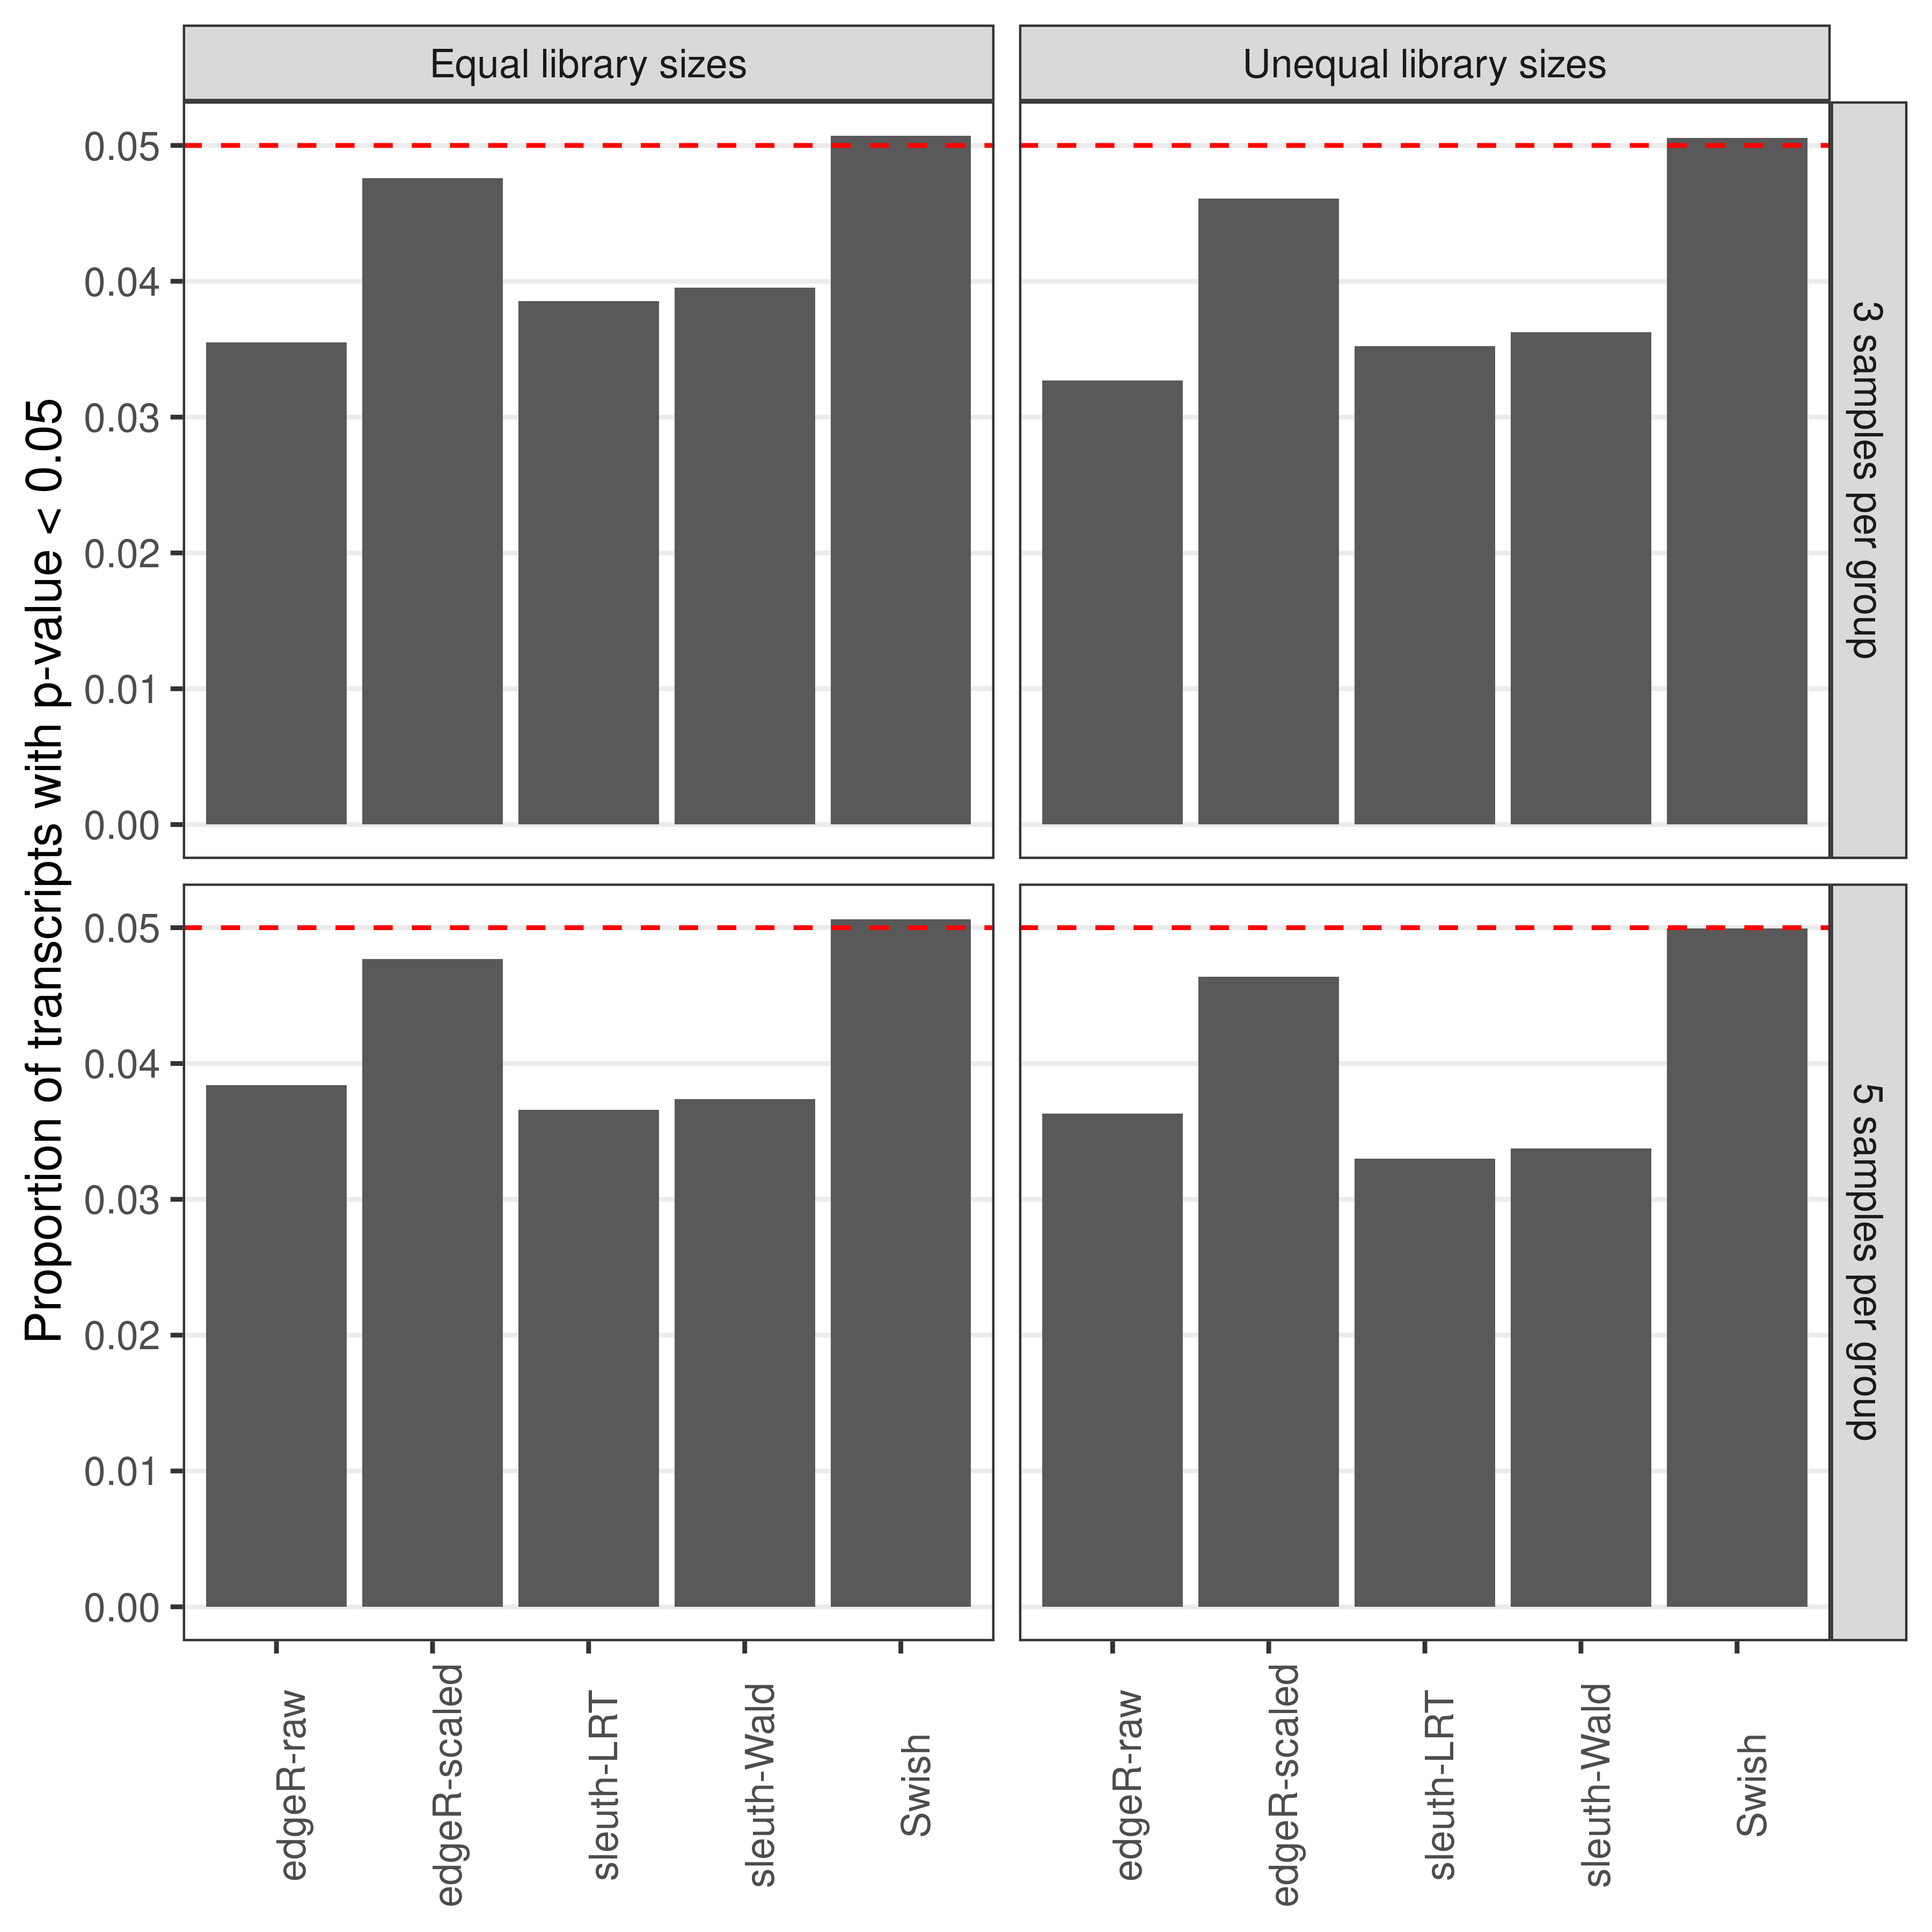 Equal library sizes
Unequal library sizes
Proportion of transcripts with p-value < 0.05
0.05
0.04
0.03
0.02
0.01
0.00
3 samples per group
0.05
0.04
0.03
0.02
0.01
0.00
5 samples per group
edgeR-raw
edgeR-scaled
sleuth-LRT
sleuth-Wald
Swish
edgeR-raw
edgeR-scaled
sleuth-LRT
sleuth-Wald
Swish